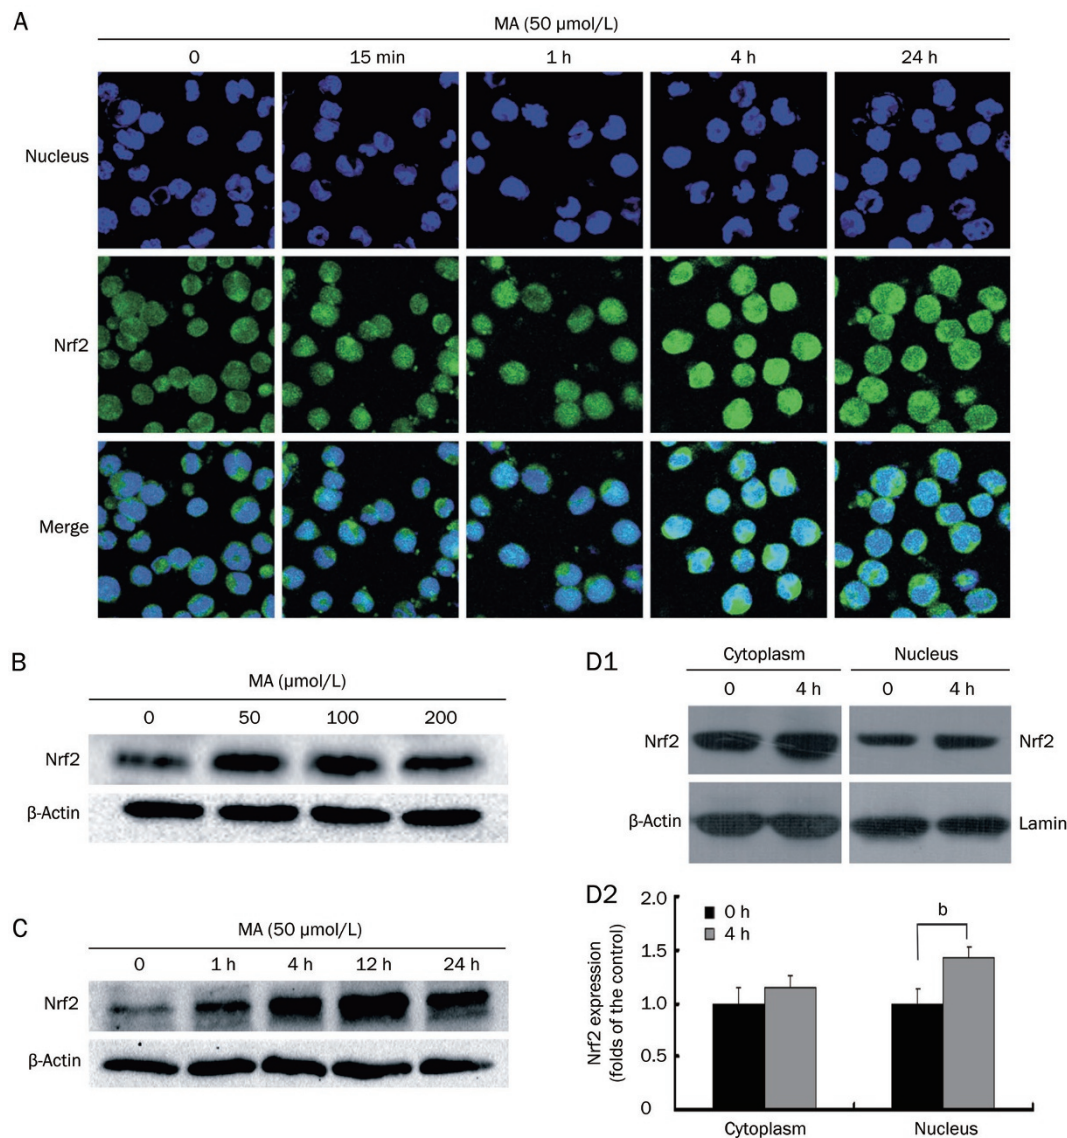 A
MA (50 μmol/L)
0 15 min 1 h 4 h 24 h
Nucleus
Nrf2
Merge
B
MA (μmol/L)
0 50 100 200
Nrf2
β-Actin
C
MA (50 μmol/L)
0 1 h 4 h 12 h 24 h
Nrf2
β-Actin
D1
Cytoplasm Nucleus
0 4 h 0 4 h
Nrf2 Nrf2
β-Actin Lamin
D2
Nrf2 expression
(folds of the control)
2.0
1.5
1.0
0.5
0
0 h
4 h
b
Cytoplasm Nucleus